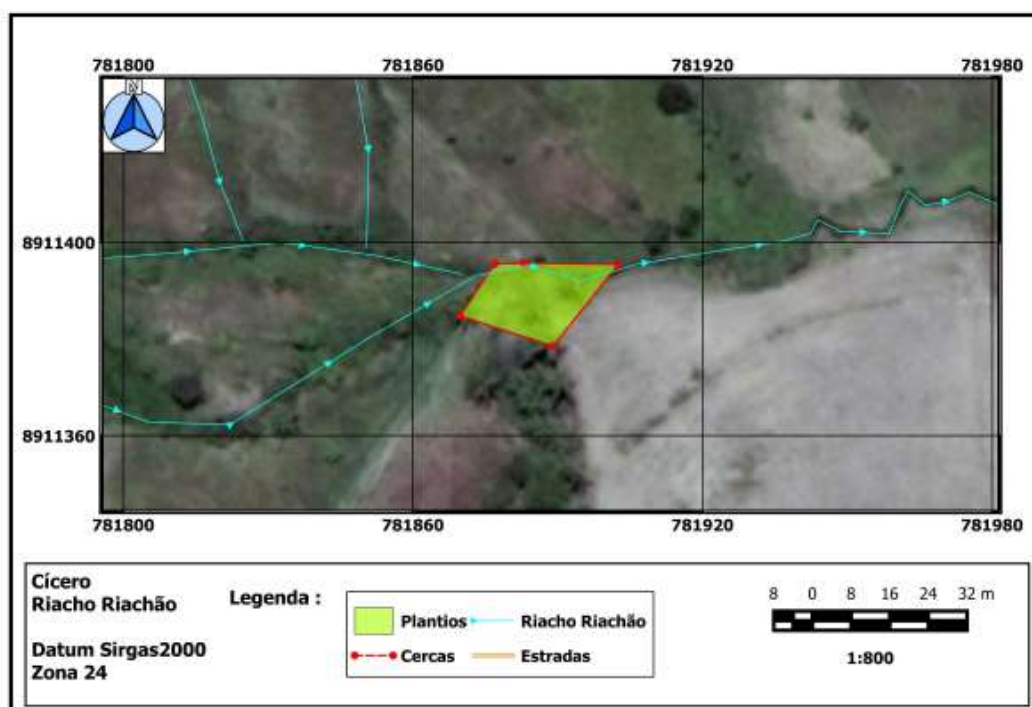 781800 781860 781920 781980
N
8911400
8911360
781800 781860 781920 781980
Cícero
Riacho Riachão
Datum Sirgas2000
Zona 24
Legenda :
Plantios Riacho Riachão
Cercas Estradas
8 0 8 16 24 32 m
1:800